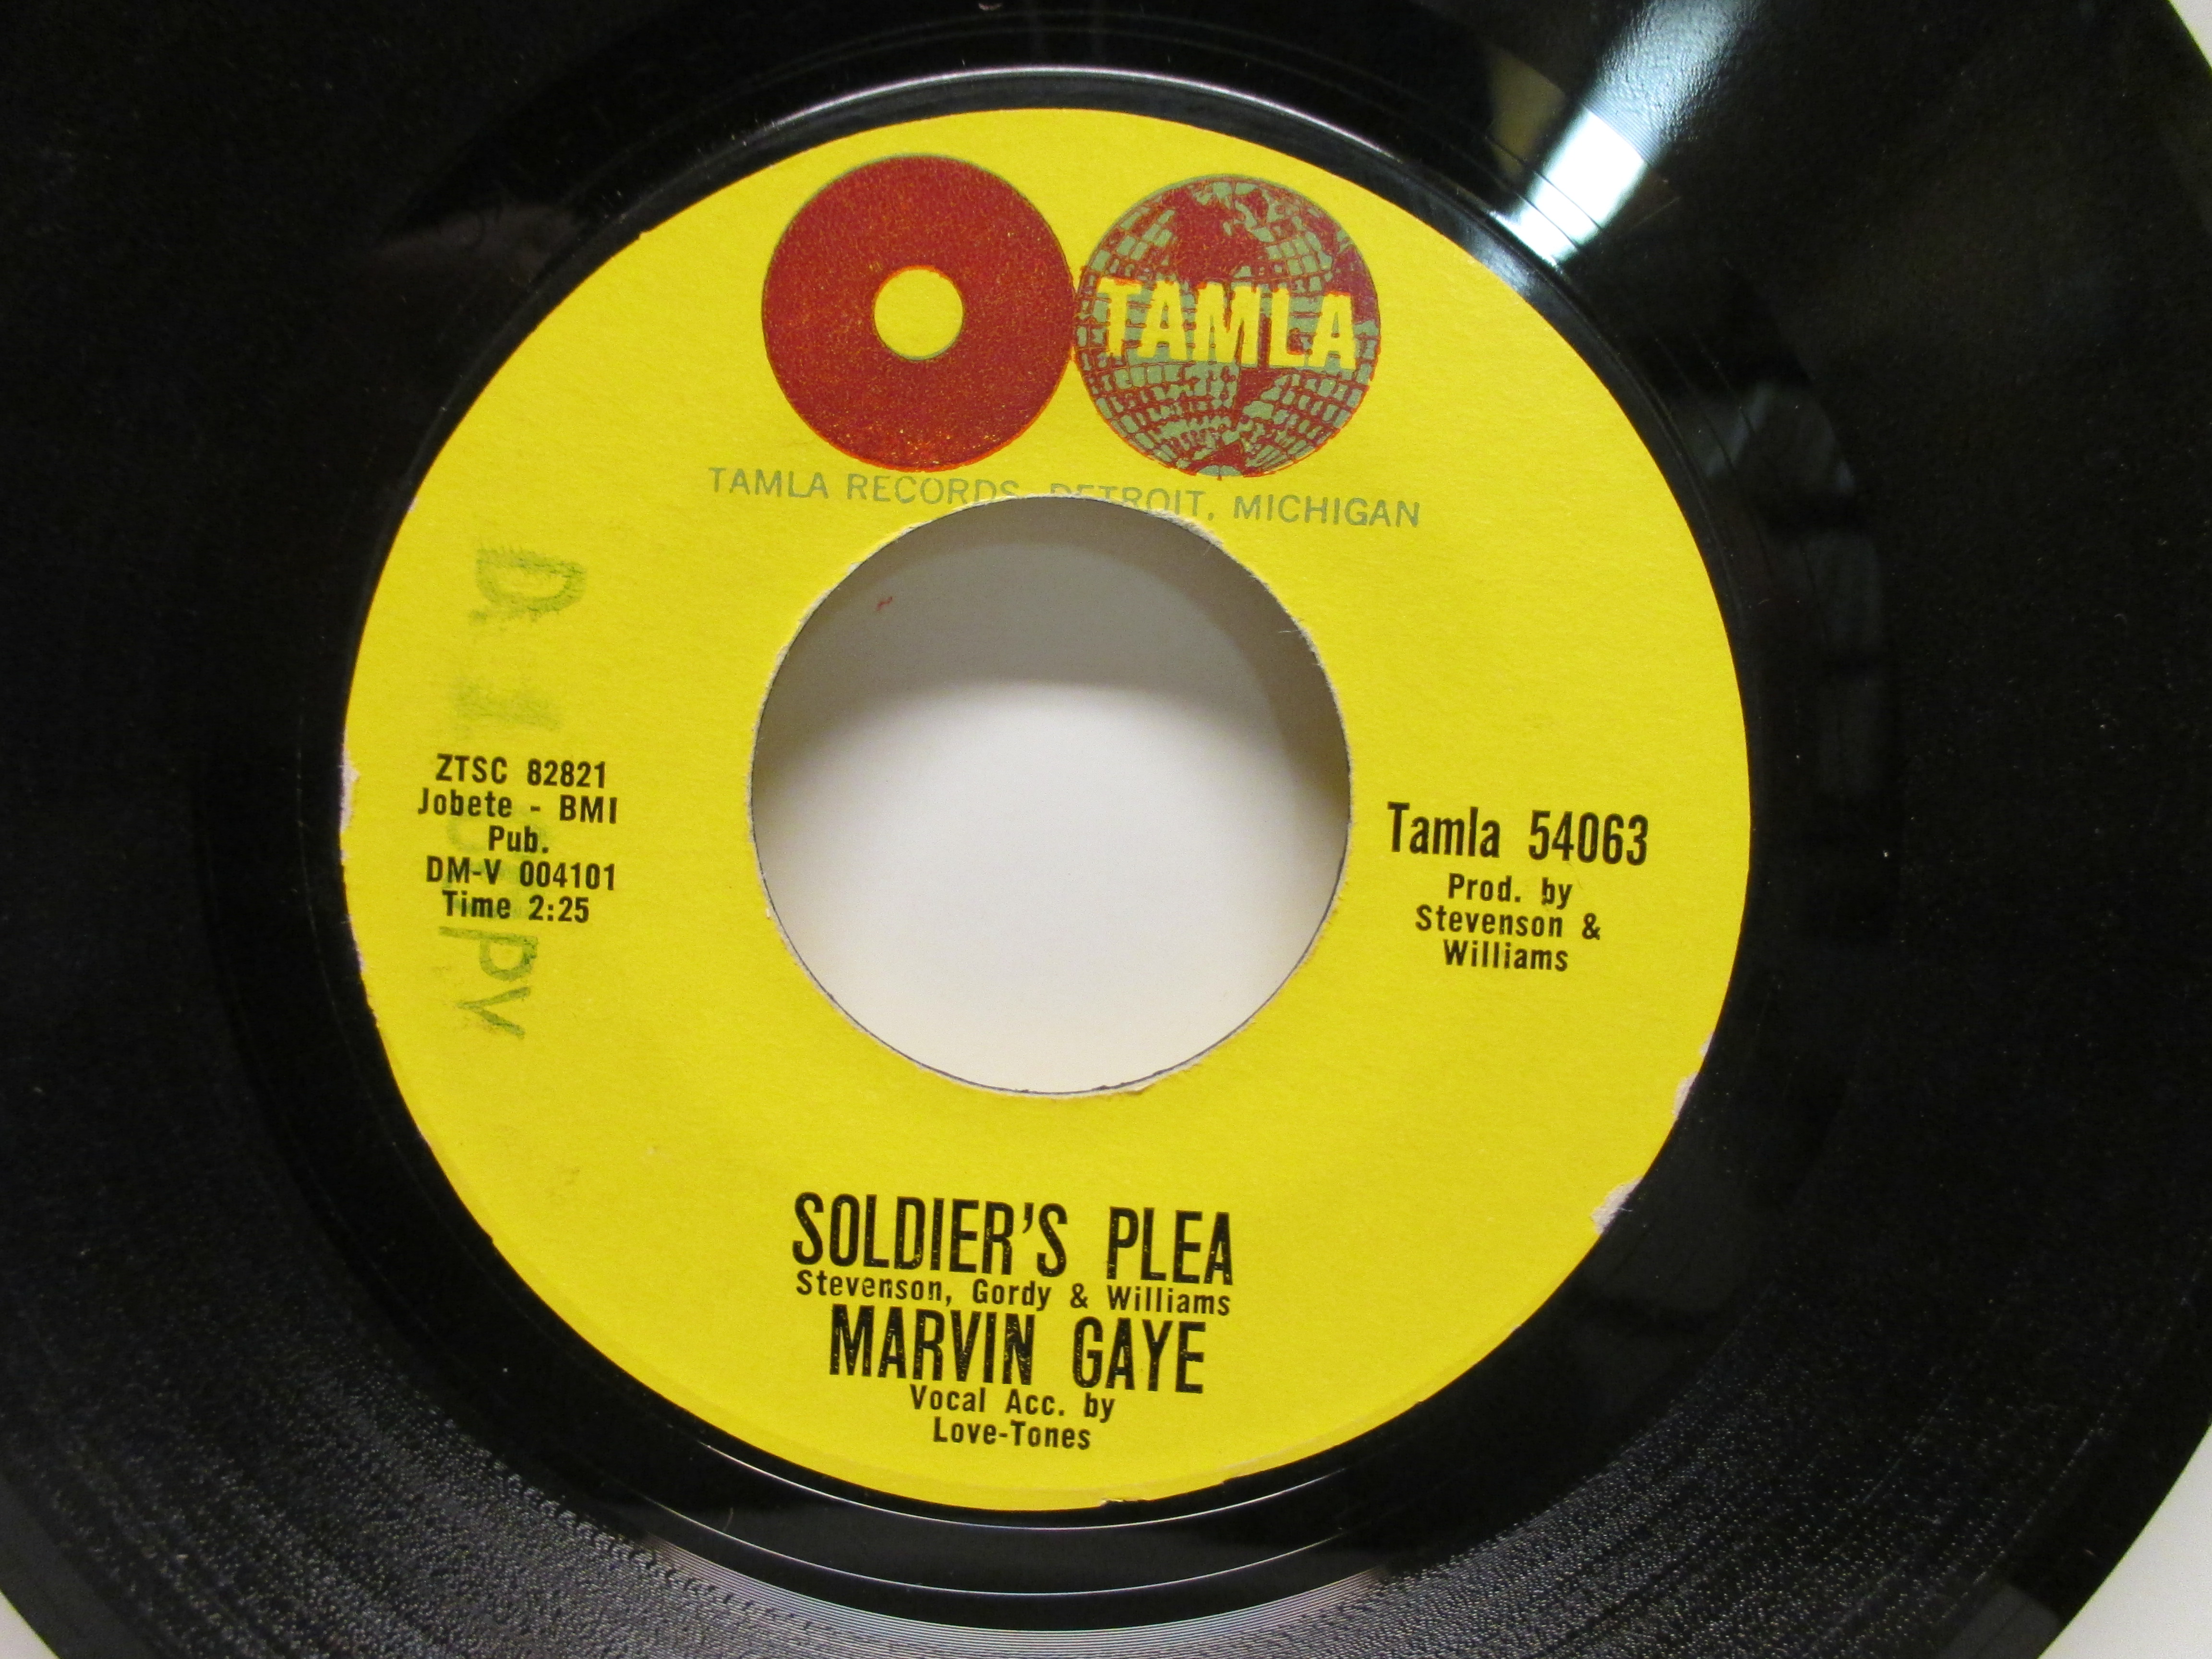 TAMLA
TAMLA RECORDS, DETROIT, MICHIGAN
D.J. COPY
ZTSC 82821
Jobete - BMI
Pub.
DM-V 004101
Time 2:25
Tamla 54063
Prod. by
Stevenson &
Williams
SOLDIER'S PLEA
Stevenson, Gordy & Williams
MARVIN GAYE
Vocal Acc. by
Love-Tones